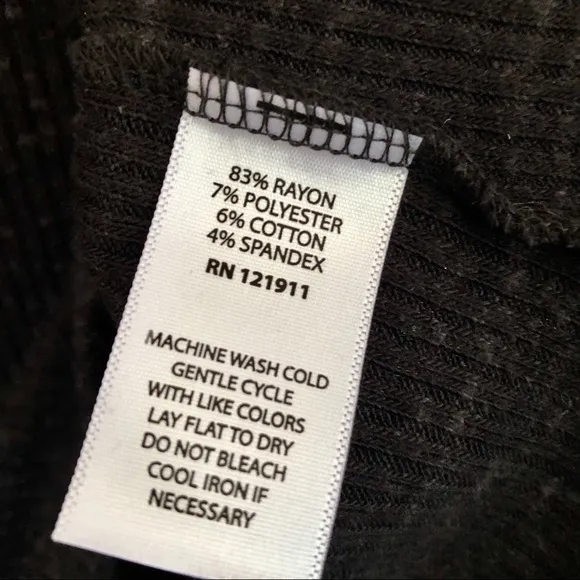 83% RAYON
7% POLYESTER
6% COTTON
4% SPANDEX
RN 121911
MACHINE WASH COLD
GENTLE CYCLE
WITH LIKE COLORS
LAY FLAT TO DRY
DO NOT BLEACH
COOL IRON IF
NECESSARY